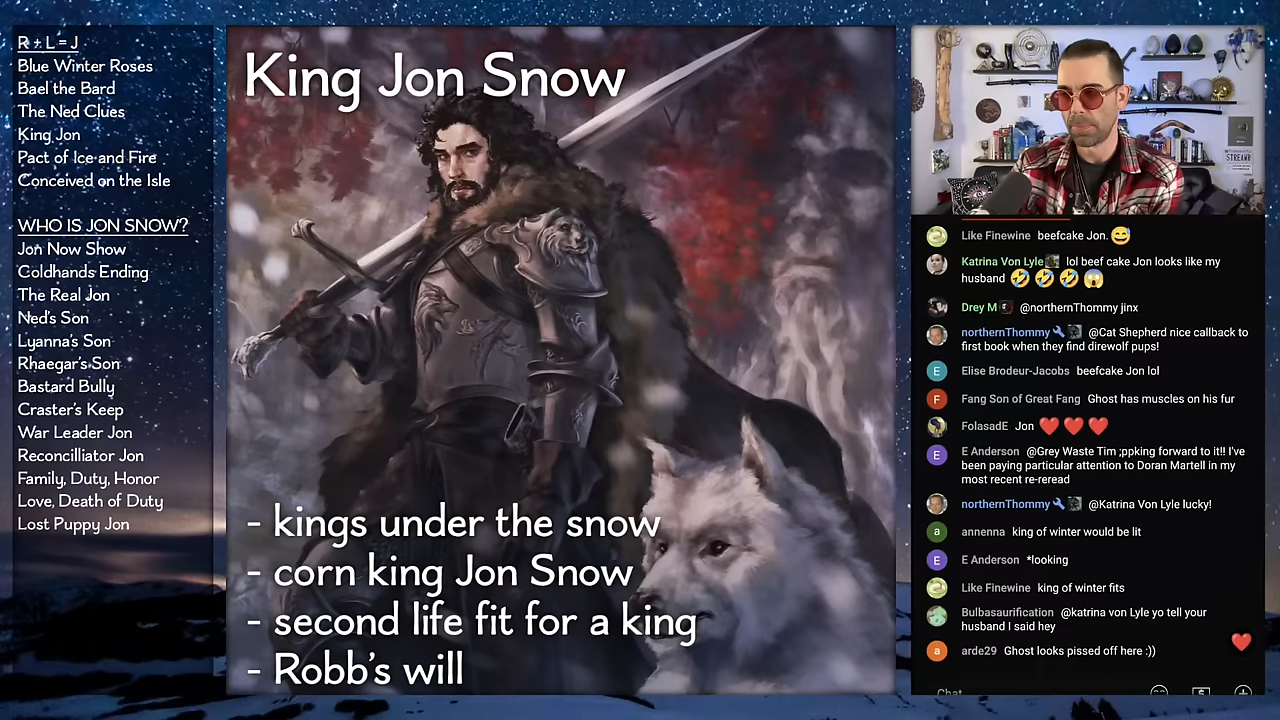 R + L = J
Blue Winter Roses
Bael the Bard
The Ned Clues
King Jon
Pact of Ice and Fire
Conceived on the Isle
WHO IS JON SNOW?
Jon Now Show
Coldhands Ending
The Real Jon
Ned's Son
Lyanna's Son
Rhaegar's Son
Bastard Bully
Craster's Keep
War Leader Jon
Reconcilliator Jon
Family, Duty, Honor
Love, Death of Duty
Lost Puppy Jon
King Jon Snow
- kings under the snow
- corn king Jon Snow
- second life fit for a king
- Robb's will
STREAMR
Like Finewine beefcake Jon. 😅
Katrina Von Lyle lol beef cake Jon looks like my
husband 🤣 🤣 🤣 😱
Drey M @northernThommy jinx
northernThommy 🔧 @Cat Shepherd nice callback to
first book when they find direwolf pups!
E
Elise Brodeur-Jacobs beefcake Jon lol
F
Fang Son of Great Fang Ghost has muscles on his fur
FolasadE Jon ❤️ ❤️ ❤️
E
E Anderson @Grey Waste Tim ;ppking forward to it!! I've
been paying particular attention to Doran Martell in my
most recent re-reread
northernThommy 🔧 @Katrina Von Lyle lucky!
a
annenna king of winter would be lit
E
E Anderson *looking
Like Finewine king of winter fits
Bulbasaurification @katrina von Lyle yo tell your
husband I said hey
a
arde29 Ghost looks pissed off here :))
Chat